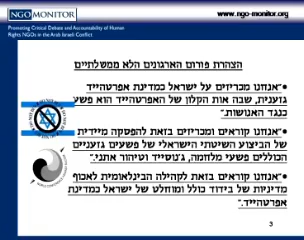 NGO MONITOR
www.ngo-monitor.org
Promoting Critical Debate and Accountability of Human
Rights NGOs in the Arab Israeli Conflict
הצהרת פורום הארגונים הלא ממשלתיים
•"אנחנו מכריזים על ישראל כמדינת אפרטהייד
גזענית, שבה אות הקלון של האפרטהייד הוא פשע
כנגד האנושות."
•"אנחנו קוראים ומכריזים בזאת להפסקה מיידית
של הביצוע השיטתי הישראלי של פשעים גזעניים
הכוללים פשעי מלחמה, ג'נוסייד וטיהור אתני."
•"אנחנו קוראים בזאת לקהילה הבינלאומית לאכוף
מדיניות של בידוד כולל ומוחלט של ישראל כמדינת
אפרטהייד."
3